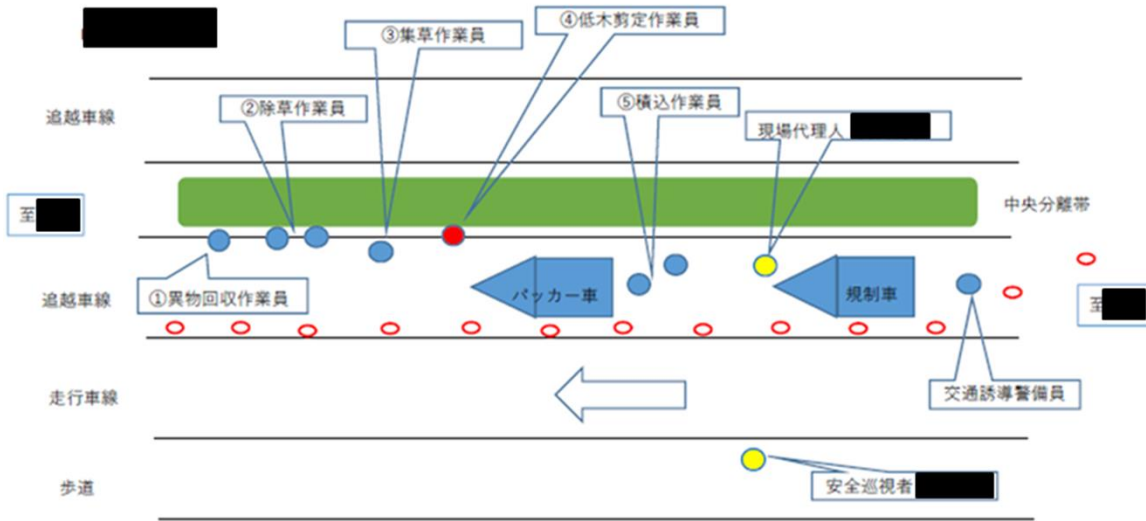 ③集草作業員
④低木剪定作業員
追越車線
②除草作業員
⑤積込作業員
現場代理人
至
中央分離帯
①異物回収作業員
追越車線
パッカー車
規制車
至
走行車線
交通誘導警備員
歩道
安全巡視者